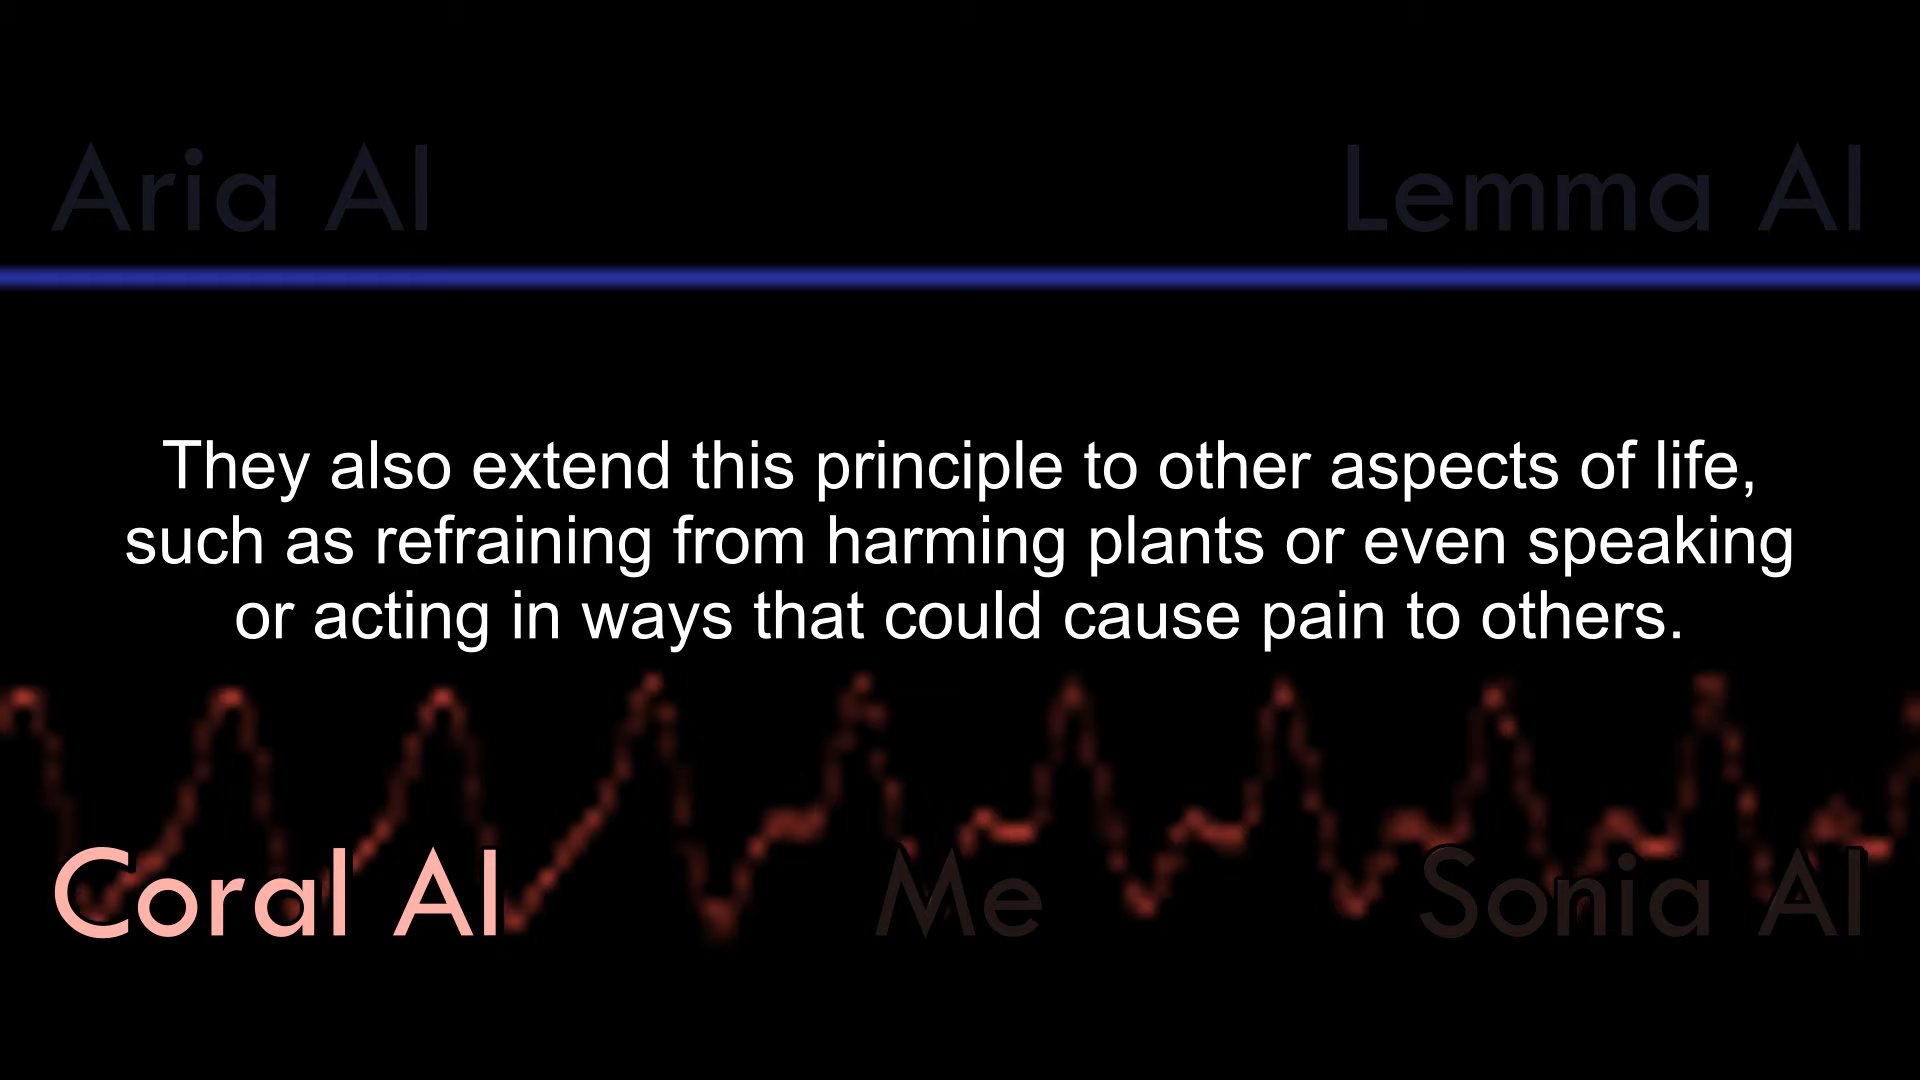 Aria AI
Lemma AI
They also extend this principle to other aspects of life,
such as refraining from harming plants or even speaking
or acting in ways that could cause pain to others.
Coral AI
Me
Sonia AI